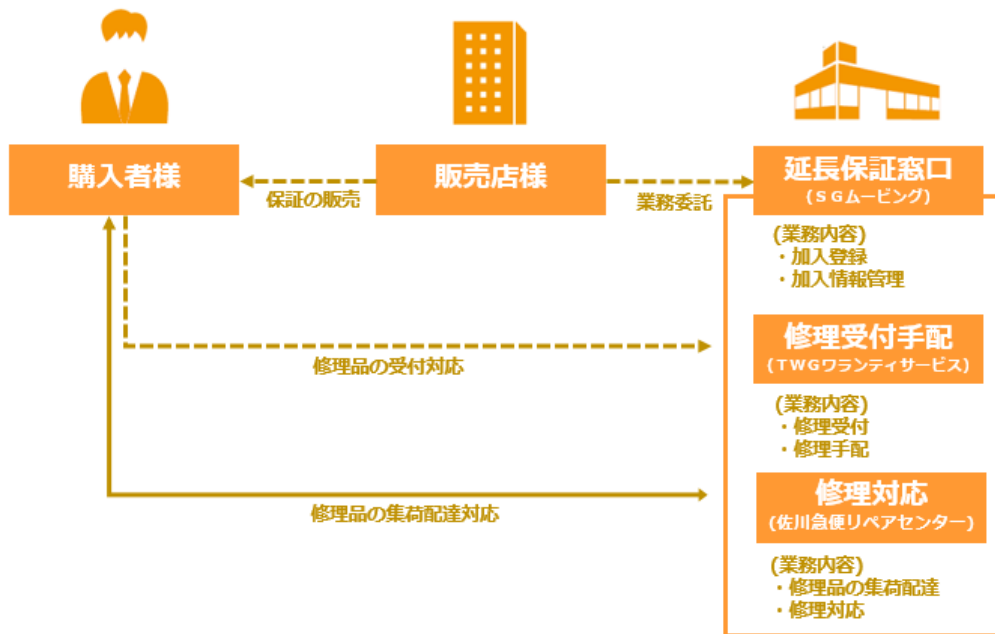 購入者様
販売店様
延長保証窓口
(SGムービング)
保証の販売
業務委託
(業務内容)
・加入登録
・加入情報管理
修理受付手配
(TWGワランティサービス)
修理品の受付対応
(業務内容)
・修理受付
・修理手配
修理対応
(佐川急便リペアセンター)
修理品の集荷配達対応
(業務内容)
・修理品の集荷配達
・修理対応